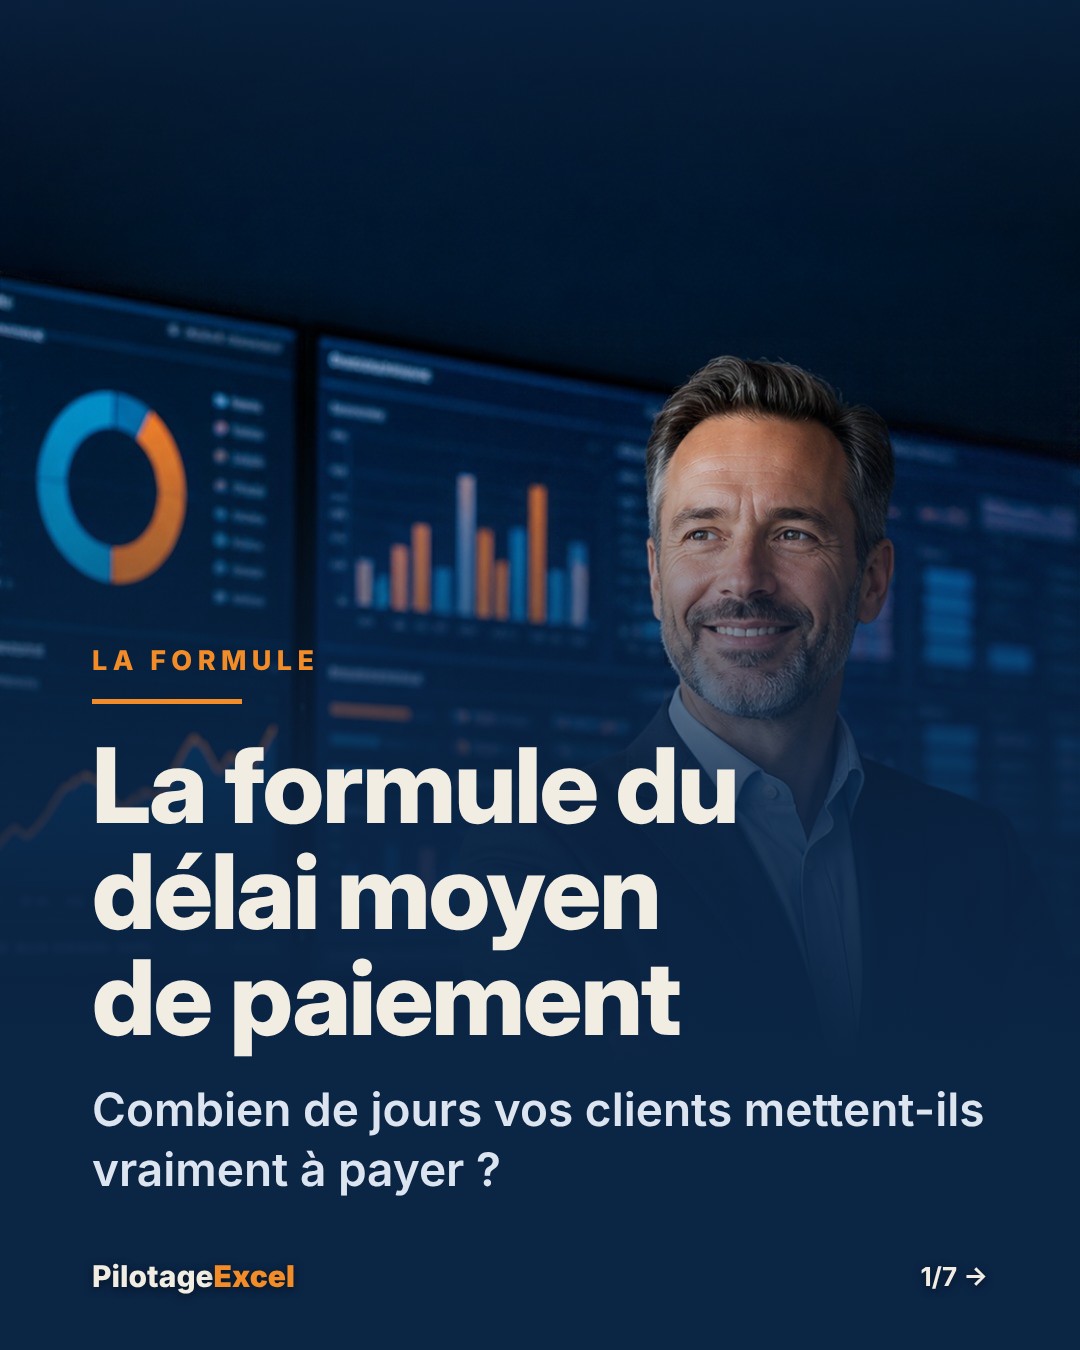 LA FORMULE
La formule du
délai moyen
de paiement
Combien de jours vos clients mettent-ils
vraiment à payer ?
PilotageExcel
1/7 →